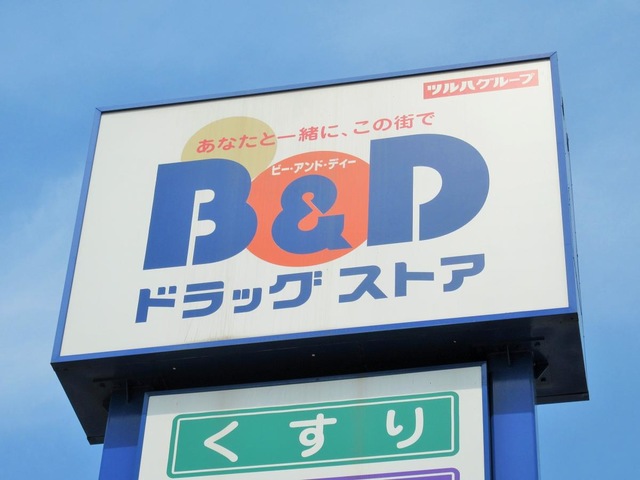 ツルハグループ
あなたと一緒に、この街で
ビー・アンド・ディー
B&D
ドラッグストア
くすり